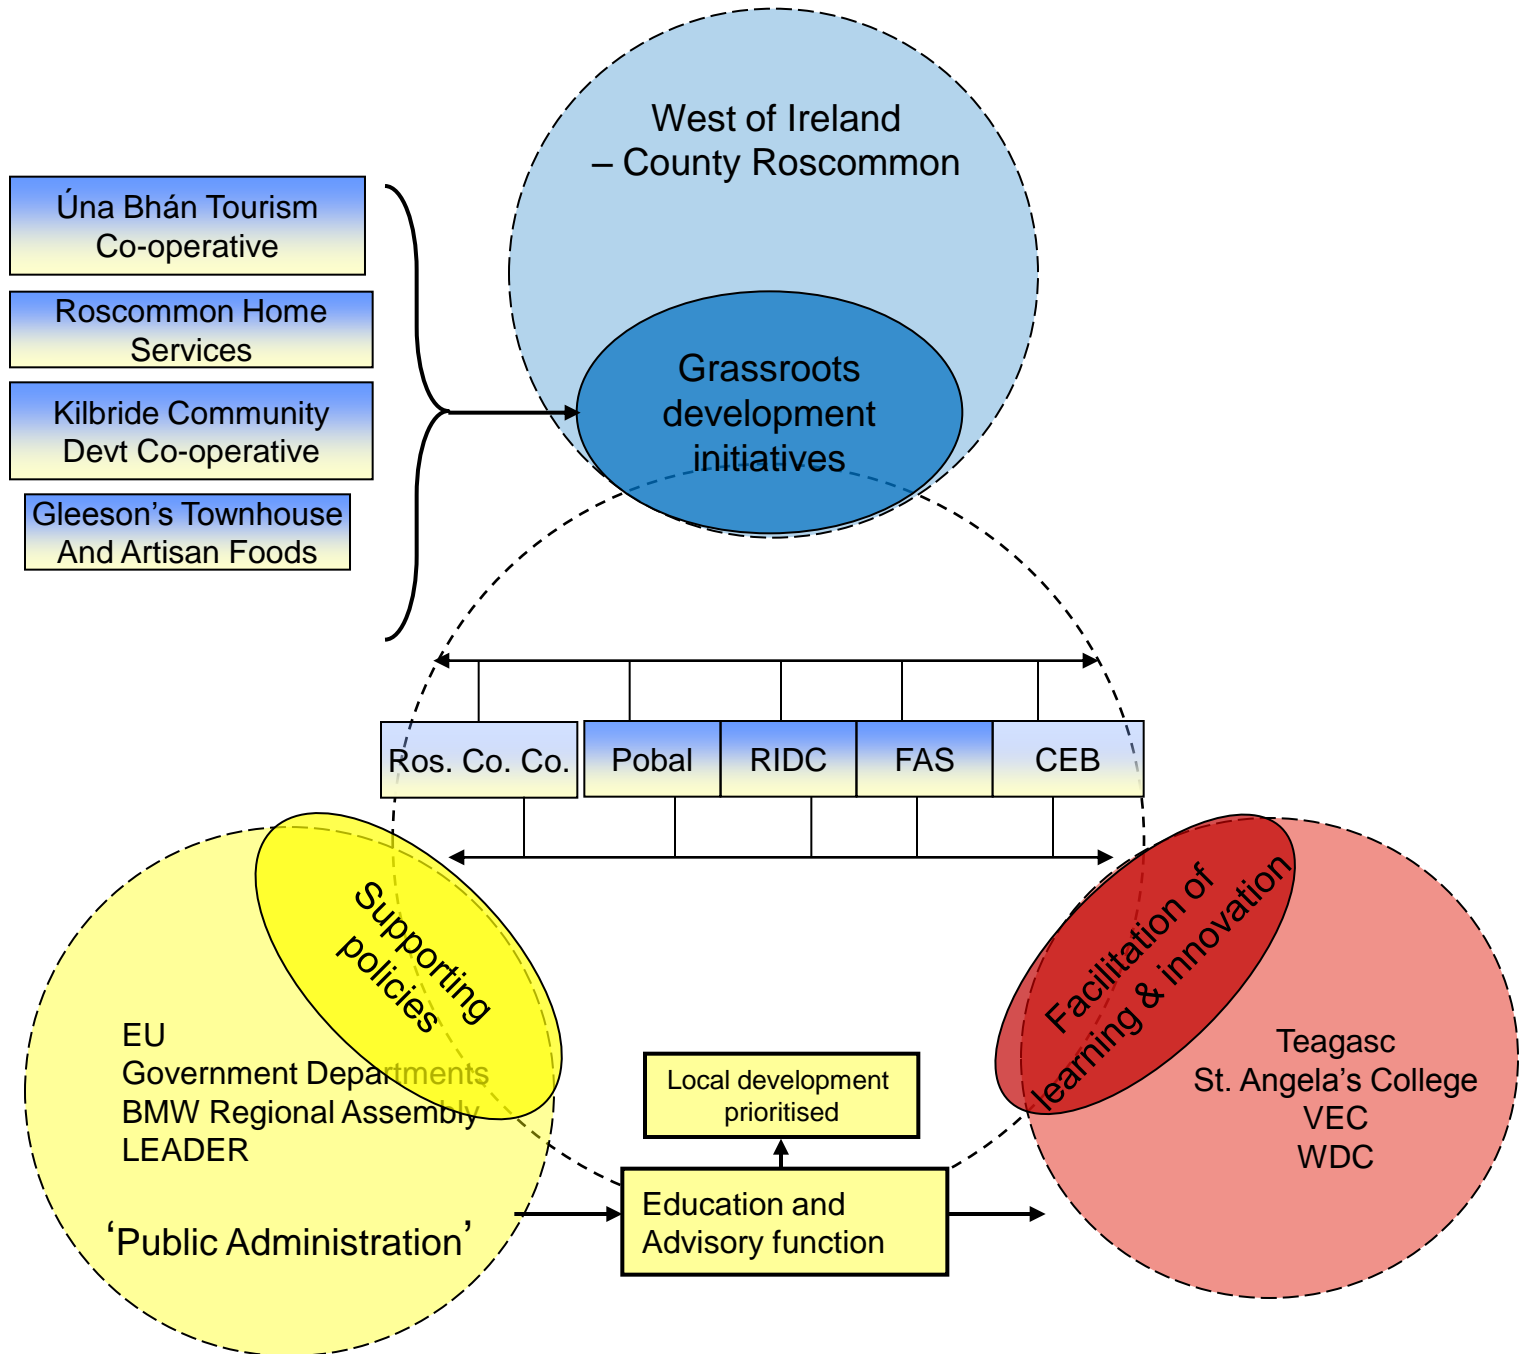 West of Ireland
– County Roscommon
Úna Bhán Tourism
Co-operative
Roscommon Home
Services
Kilbride Community
Devt Co-operative
Gleeson’s Townhouse
And Artisan Foods
Grassroots
development
initiatives
Ros. Co. Co.
Pobal
RIDC
FAS
CEB
Supporting
policies
Facilitation of
learning & innovation
EU
Government Departments
BMW Regional Assembly
LEADER
‘Public Administration’
Local development
prioritised
Education and
Advisory function
Teagasc
St. Angela’s College
VEC
WDC